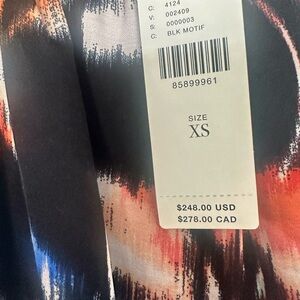 C: 4124
V: 002409
S: 0000003
C: BLK MOTIF
85899961
SIZE
XS
$248.00 USD
$278.00 CAD